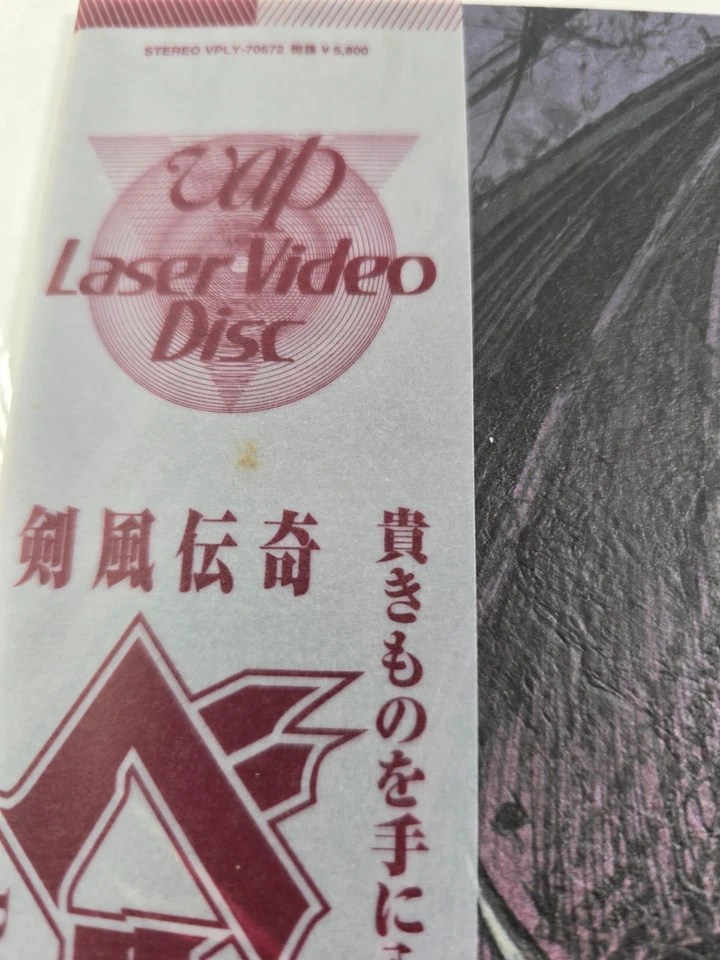 STEREO VPLY-70672 税抜 ¥5,800
vap
Laser Video
Disc
剣風伝奇
貴きものを手に